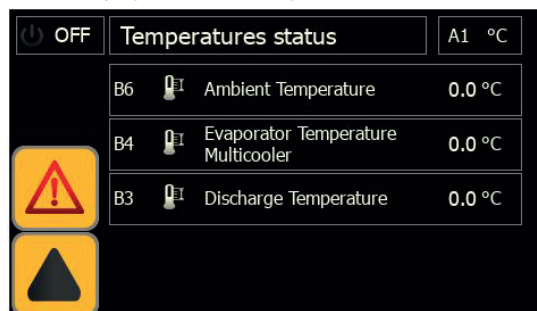 OFF Temperatures status A1 °C
B6 Ambient Temperature 0.0 °C
B4 Evaporator Temperature Multicooler 0.0 °C
B3 Discharge Temperature 0.0 °C